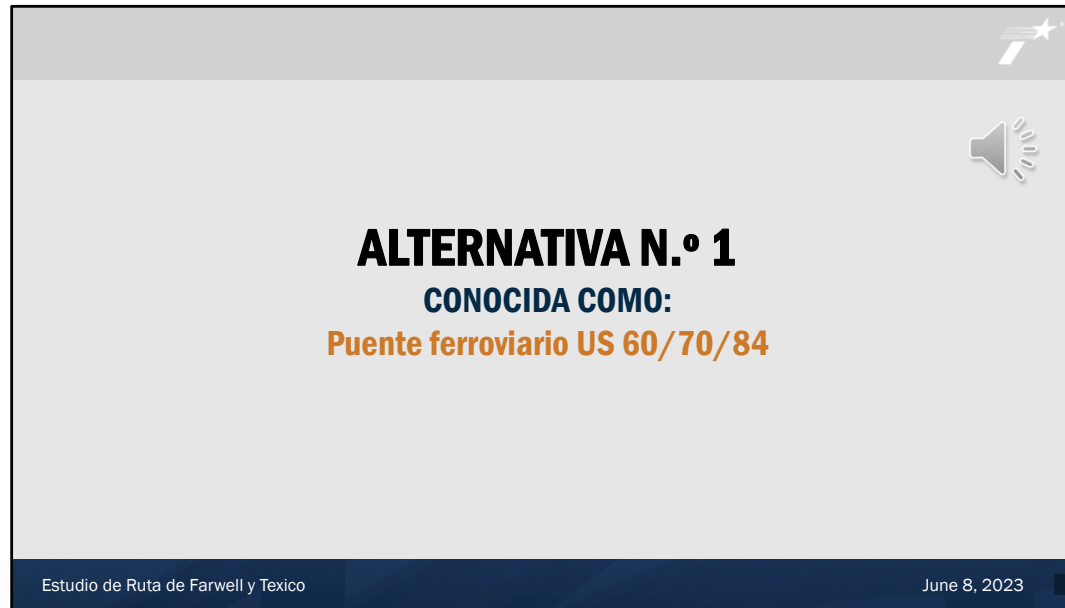 ALTERNATIVA N.º 1
CONOCIDA COMO:
Puente ferroviario US 60/70/84
Estudio de Ruta de Farwell y Texico
June 8, 2023